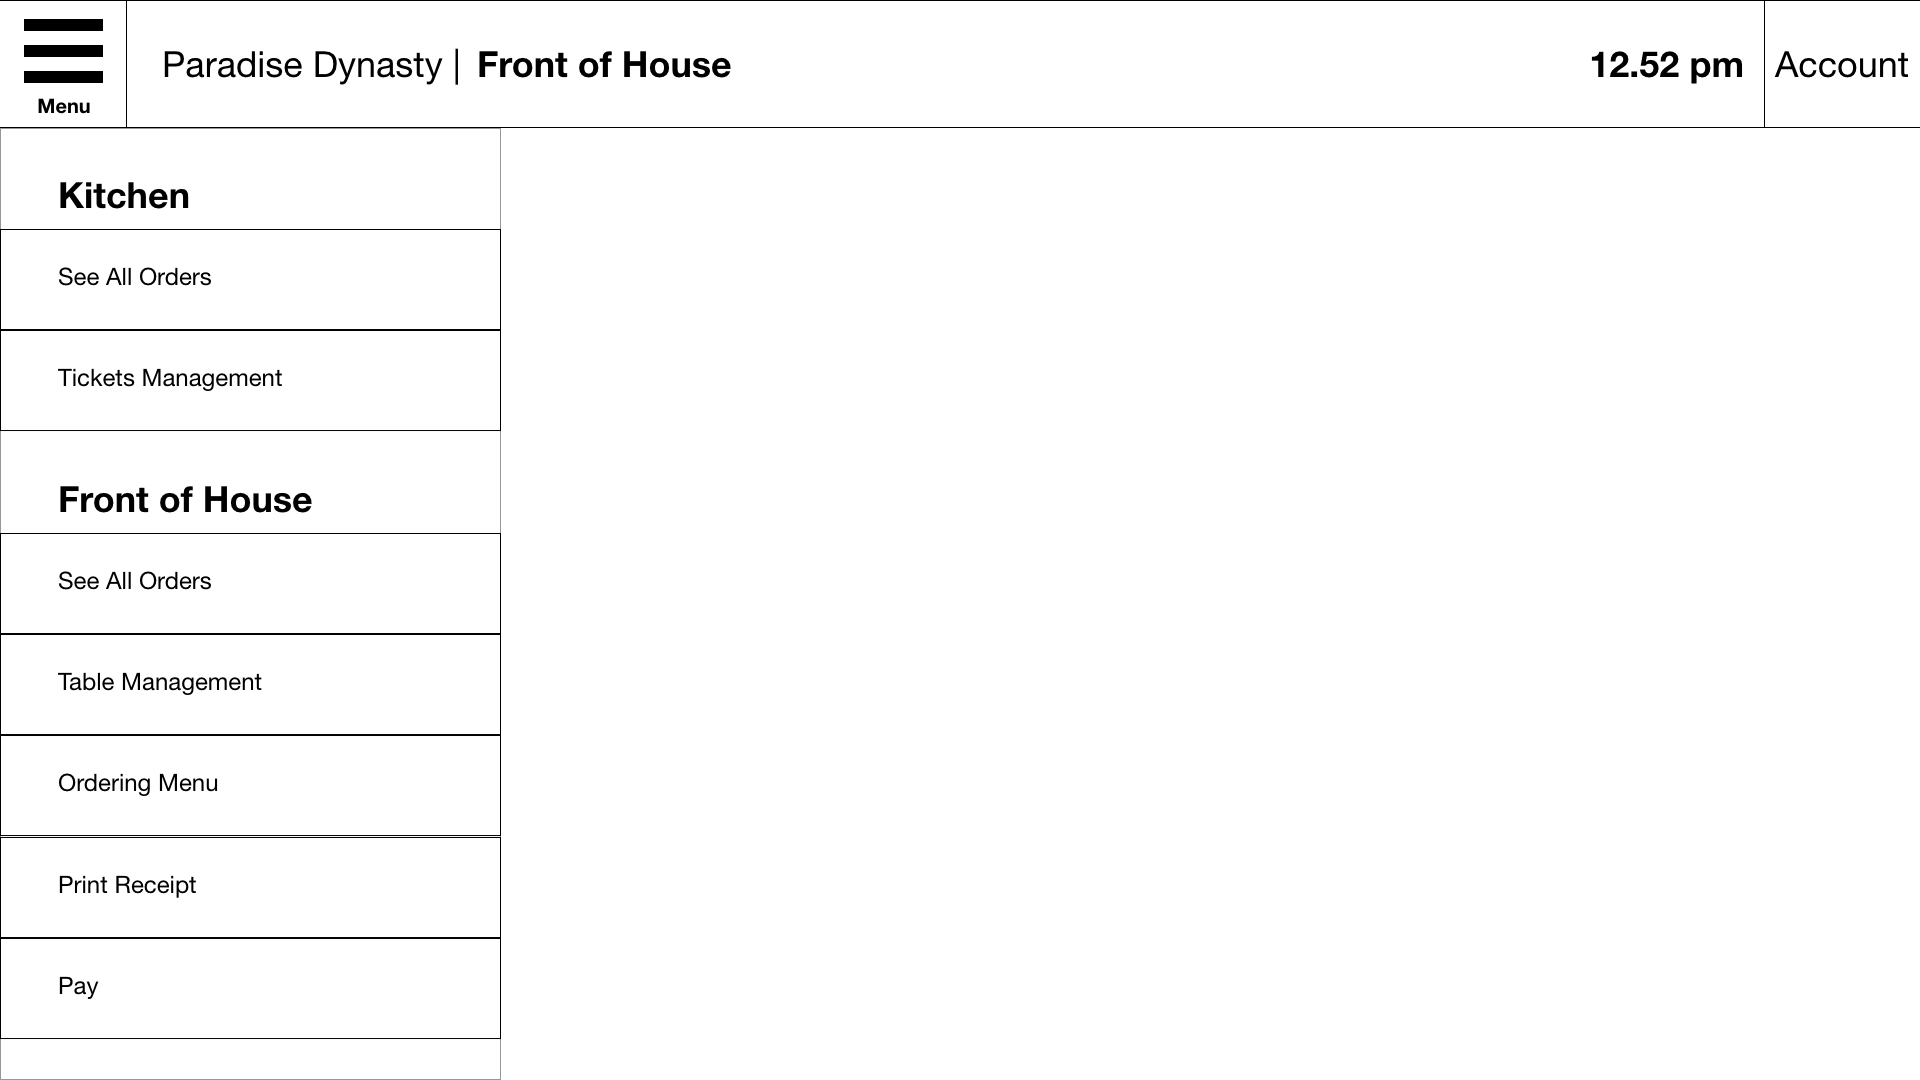 Menu
Paradise Dynasty | Front of House
12.52 pm
Account
Kitchen
See All Orders
Tickets Management
Front of House
See All Orders
Table Management
Ordering Menu
Print Receipt
Pay